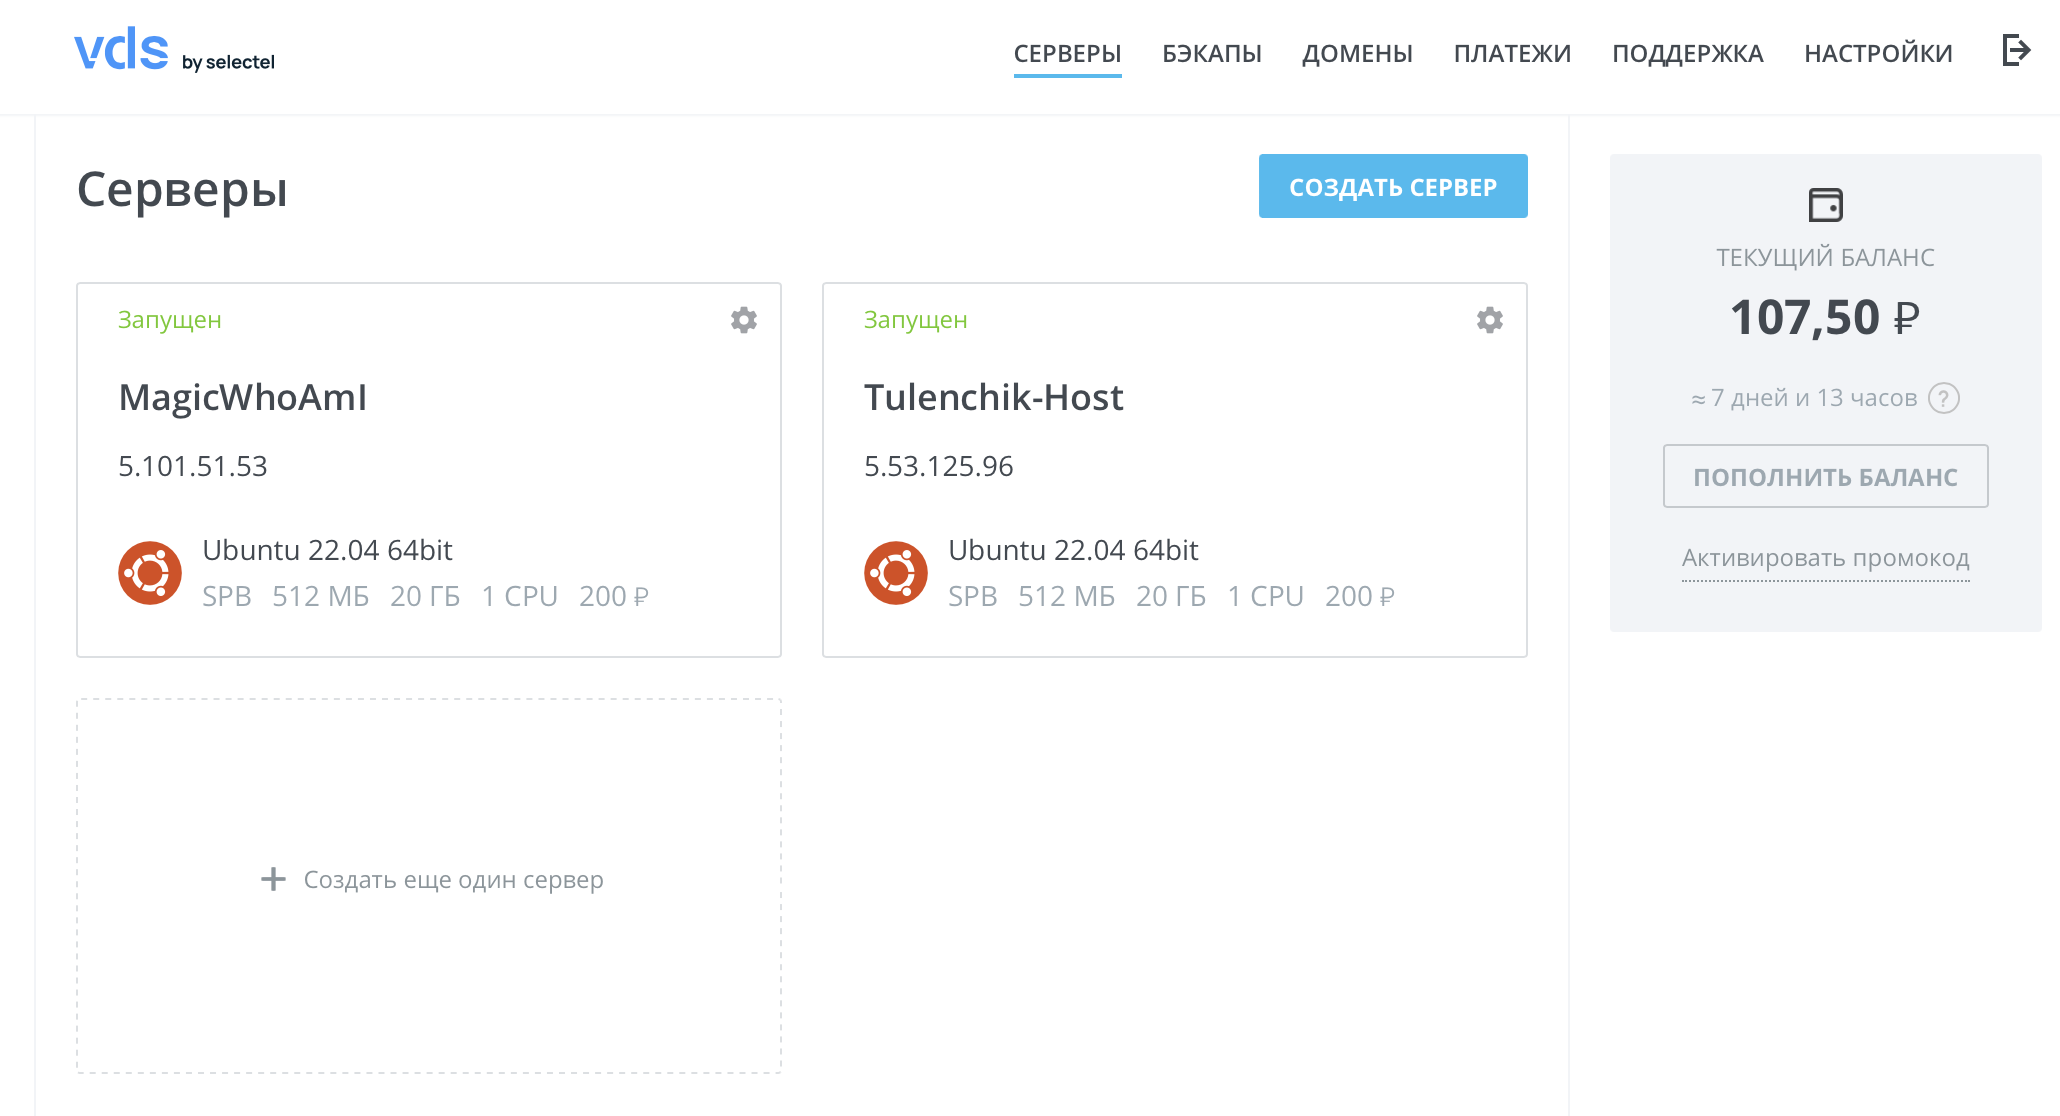 vds by selectel
СЕРВЕРЫ БЭКАПЫ ДОМЕНЫ ПЛАТЕЖИ ПОДДЕРЖКА НАСТРОЙКИ
Серверы
СОЗДАТЬ СЕРВЕР
Запущен
MagicWhoAmI
5.101.51.53
Ubuntu 22.04 64bit
SPB 512 МБ 20 ГБ 1 CPU 200 ₽
Запущен
Tulenchik-Host
5.53.125.96
Ubuntu 22.04 64bit
SPB 512 МБ 20 ГБ 1 CPU 200 ₽
+ Создать еще один сервер
ТЕКУЩИЙ БАЛАНС
107,50 ₽
≈ 7 дней и 13 часов ?
ПОПОЛНИТЬ БАЛАНС
Активировать промокод